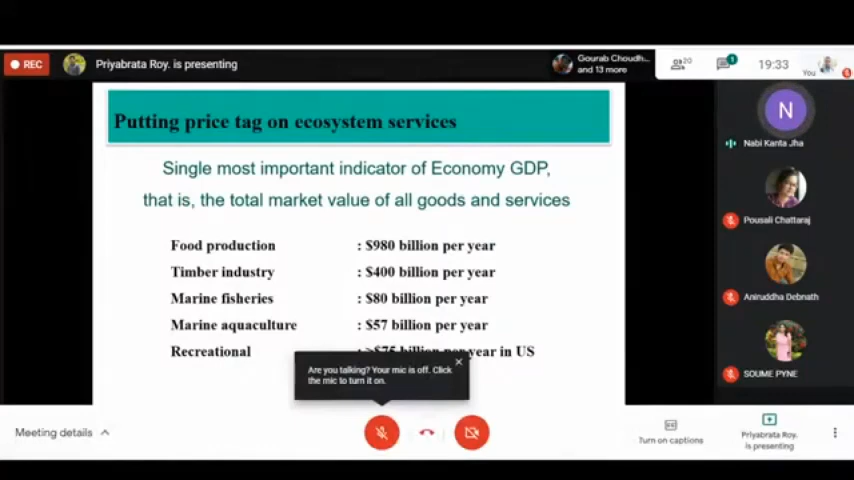 REC
Priyabrata Roy. is presenting
Gourab Choudh...
and 13 more
20
1
19:33
You
Putting price tag on ecosystem services
Single most important indicator of Economy GDP,
that is, the total market value of all goods and services
Food production : $980 billion per year
Timber industry : $400 billion per year
Marine fisheries : $80 billion per year
Marine aquaculture : $57 billion per year
Recreational : >$75 billion per year in US
Are you talking? Your mic is off. Click
the mic to turn it on.
N
Nabi Kanta Jha
Pousali Chattaraj
Aniruddha Debnath
SOUME PYNE
Meeting details
Turn on captions
Priyabrata Roy.
is presenting